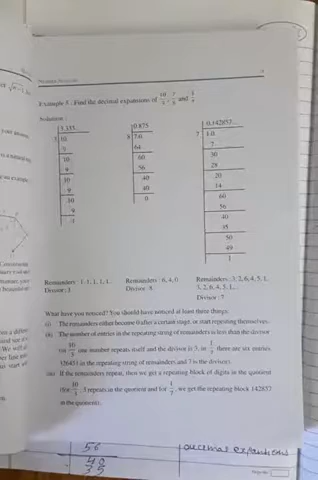 Example 5 : Find the decimal expansions of 10/3, 7/8 and 1/7
Solution :
3.333...
3 10
9
10
9
10
9
10
9
1
0.875
8 7.0
64
60
56
40
40
0
0.142857...
7 1.0
7
30
28
20
14
60
56
40
35
50
49
1
Remainders : 1, 1, 1, 1, 1...
Divisor : 3
Remainders : 6, 4, 0
Divisor : 8
Remainders : 3, 2, 6, 4, 5, 1,
3, 2, 6, 4, 5, 1, ...
Divisor : 7
What have you noticed? You should have noticed at least three things:
(i) The remainders either become 0 after a certain stage, or start repeating themselves.
(ii) The number of entries in the repeating string of remainders is less than the divisor
(in 10/3 one number repeats itself and the divisor is 3, in 1/7 there are six entries
326451 in the repeating string of remainders and 7 is the divisor).
(iii) If the remainders repeat, then we get a repeating block of digits in the quotient
(for 10/3, 3 repeats in the quotient and for 1/7, we get the repeating block 142857
in the quotient).
56
40
35
decimal expansions